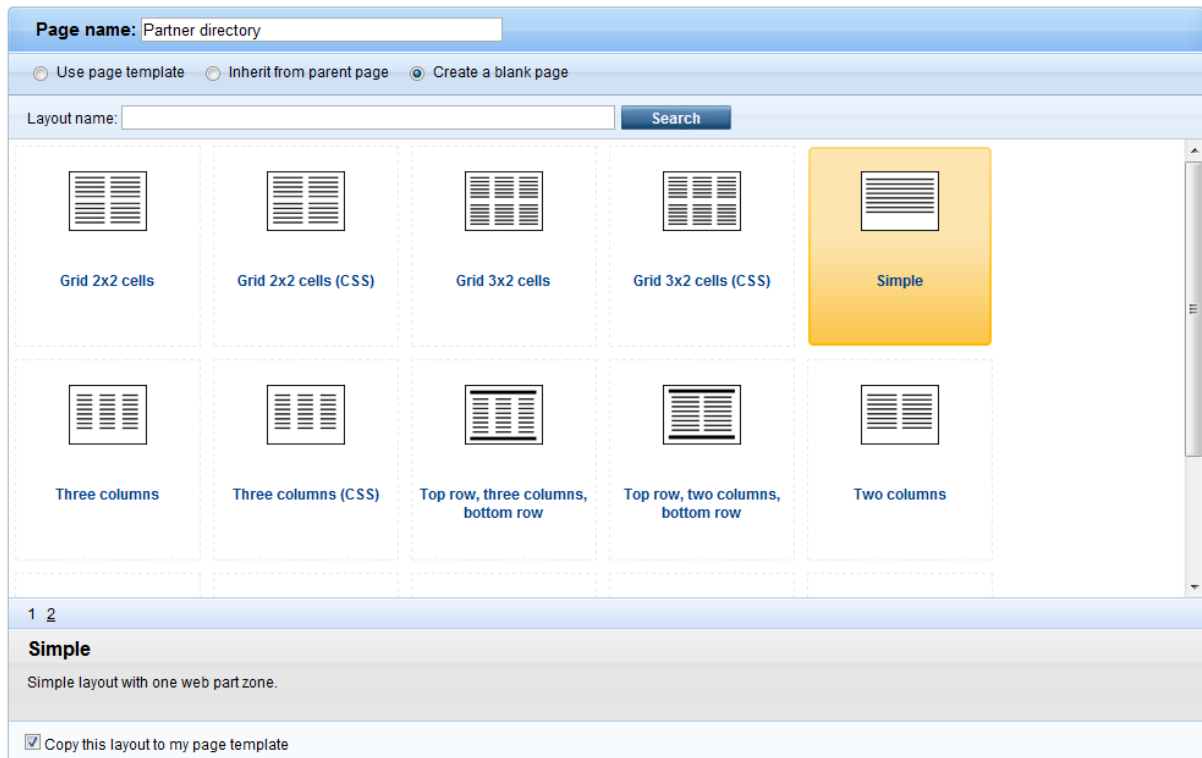 Page name: Partner directory
Use page template Inherit from parent page Create a blank page
Layout name: Search
Grid 2x2 cells Grid 2x2 cells (CSS) Grid 3x2 cells Grid 3x2 cells (CSS) Simple
Three columns Three columns (CSS) Top row, three columns, bottom row Top row, two columns, bottom row Two columns
1 2
Simple
Simple layout with one web part zone.
Copy this layout to my page template